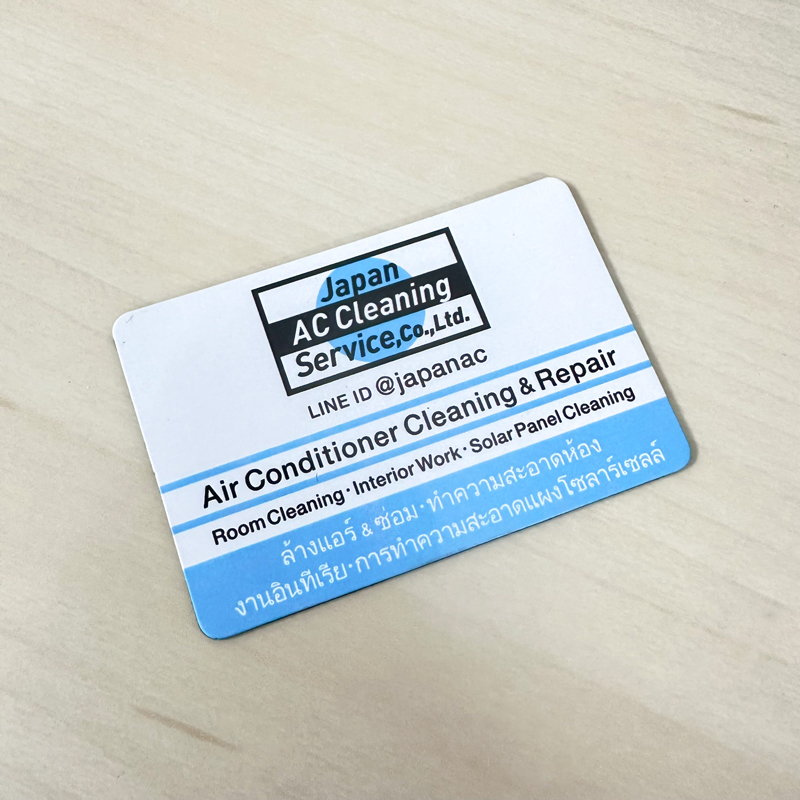 Japan
AC Cleaning
Service,Co.,Ltd.
LINE ID @japanac
Air Conditioner Cleaning & Repair
Room Cleaning・Interior Work・Solar Panel Cleaning
ล้างแอร์ & ซ่อม・ทำความสะอาดห้อง
งานอินทีเรีย・การทำความสะอาดแผงโซลาร์เซลล์